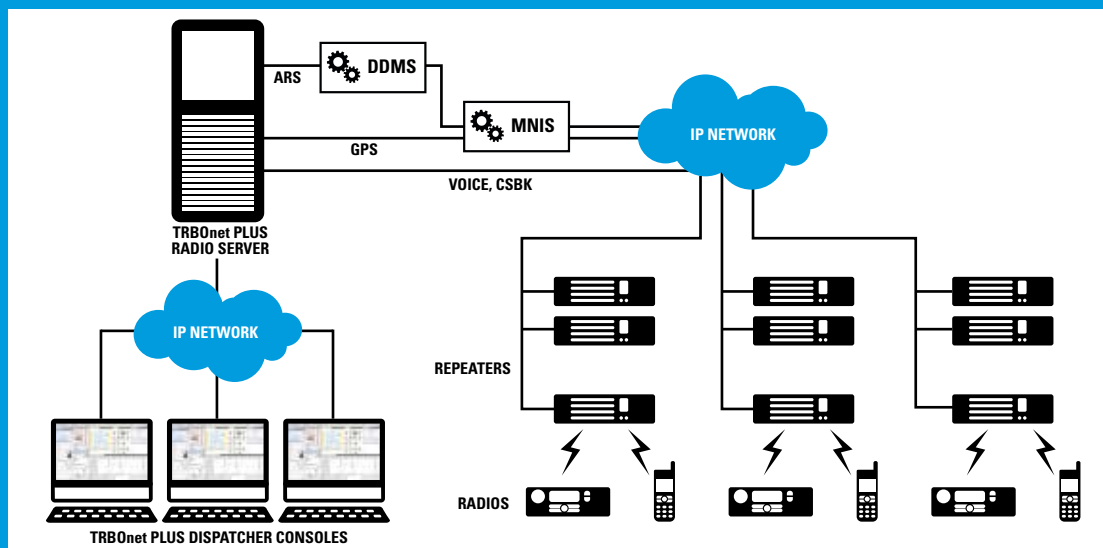 ARS
DDMS
MNIS
IP NETWORK
GPS
VOICE, CSBK
TRBOnet PLUS
RADIO SERVER
IP NETWORK
REPEATERS
RADIOS
TRBOnet PLUS DISPATCHER CONSOLES